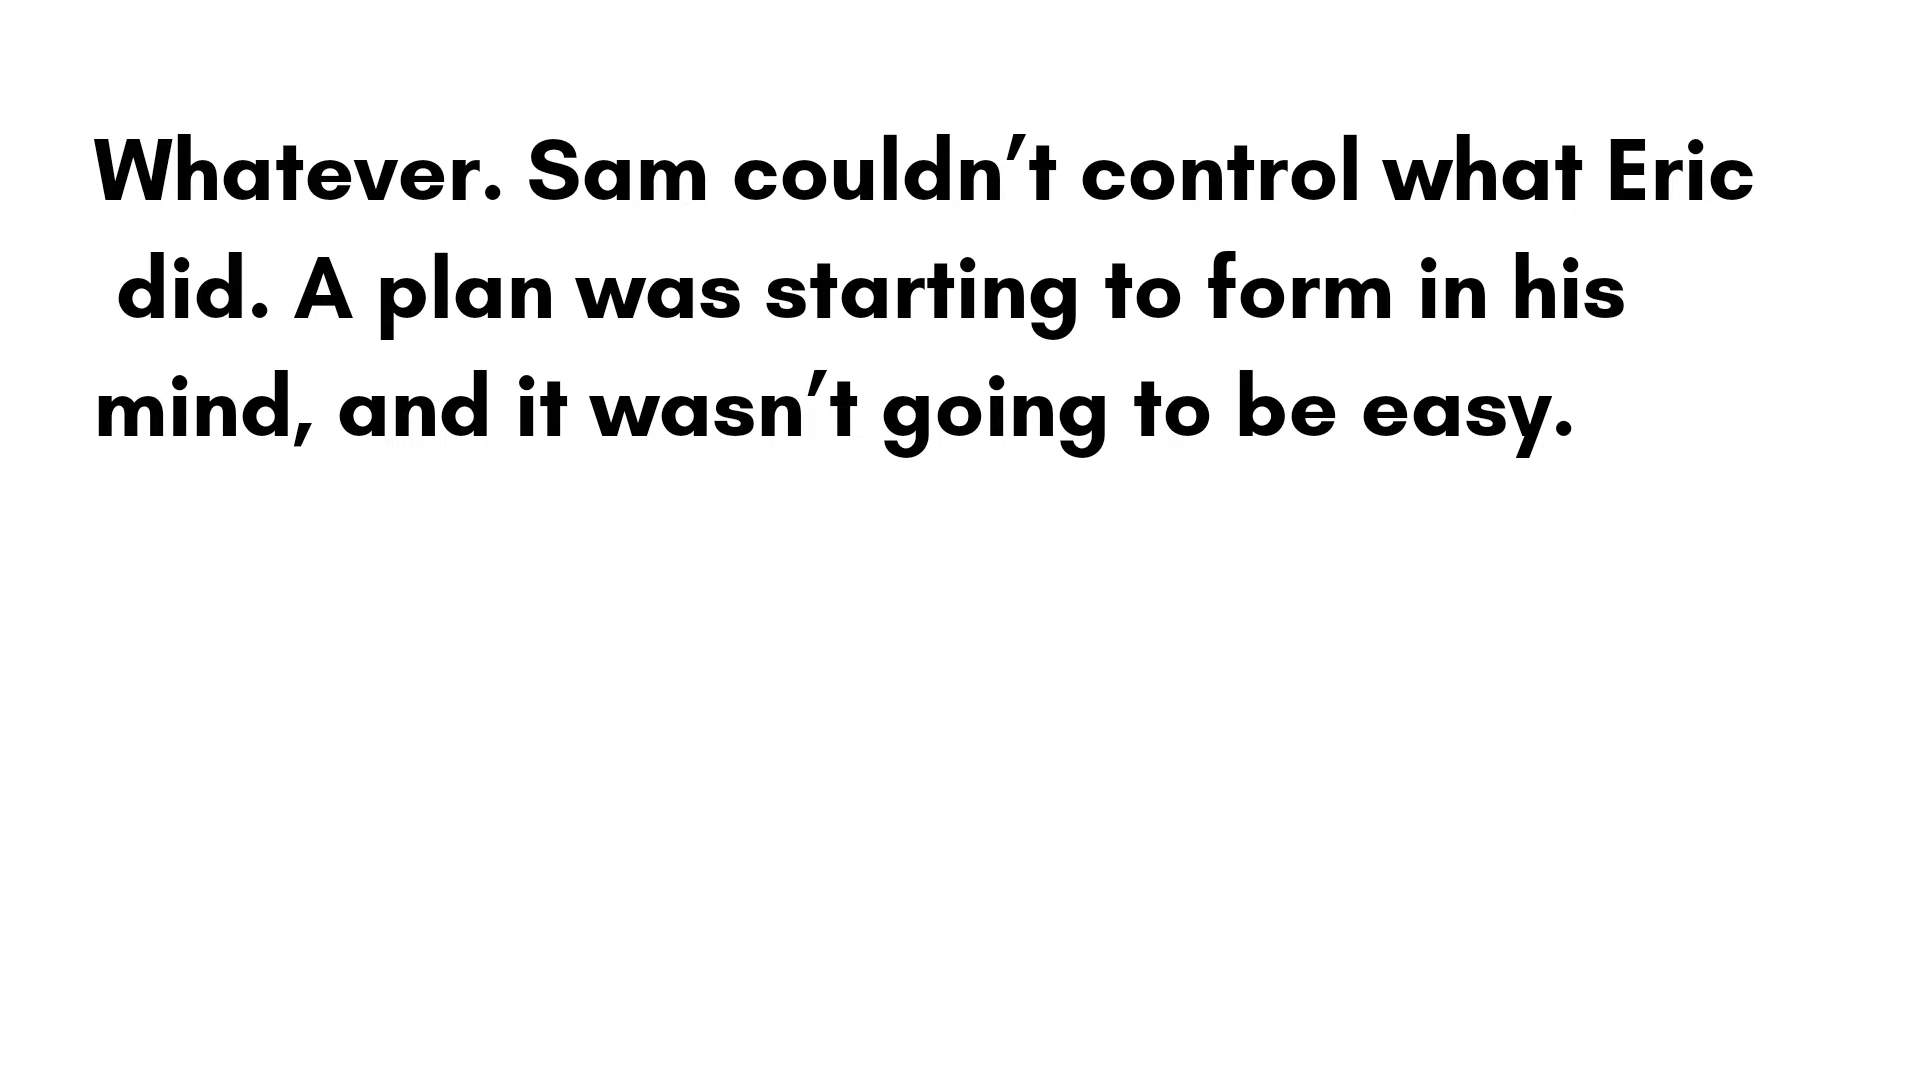 Whatever. Sam couldn’t control what Eric
did. A plan was starting to form in his
mind, and it wasn’t going to be easy.